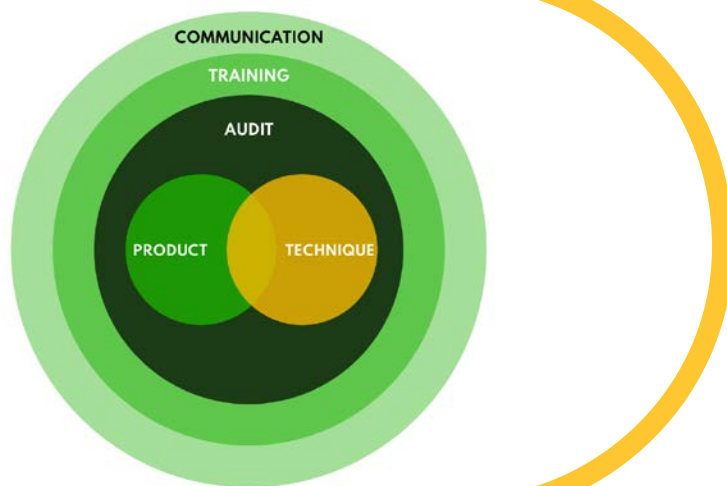 COMMUNICATION
TRAINING
AUDIT
PRODUCT
TECHNIQUE